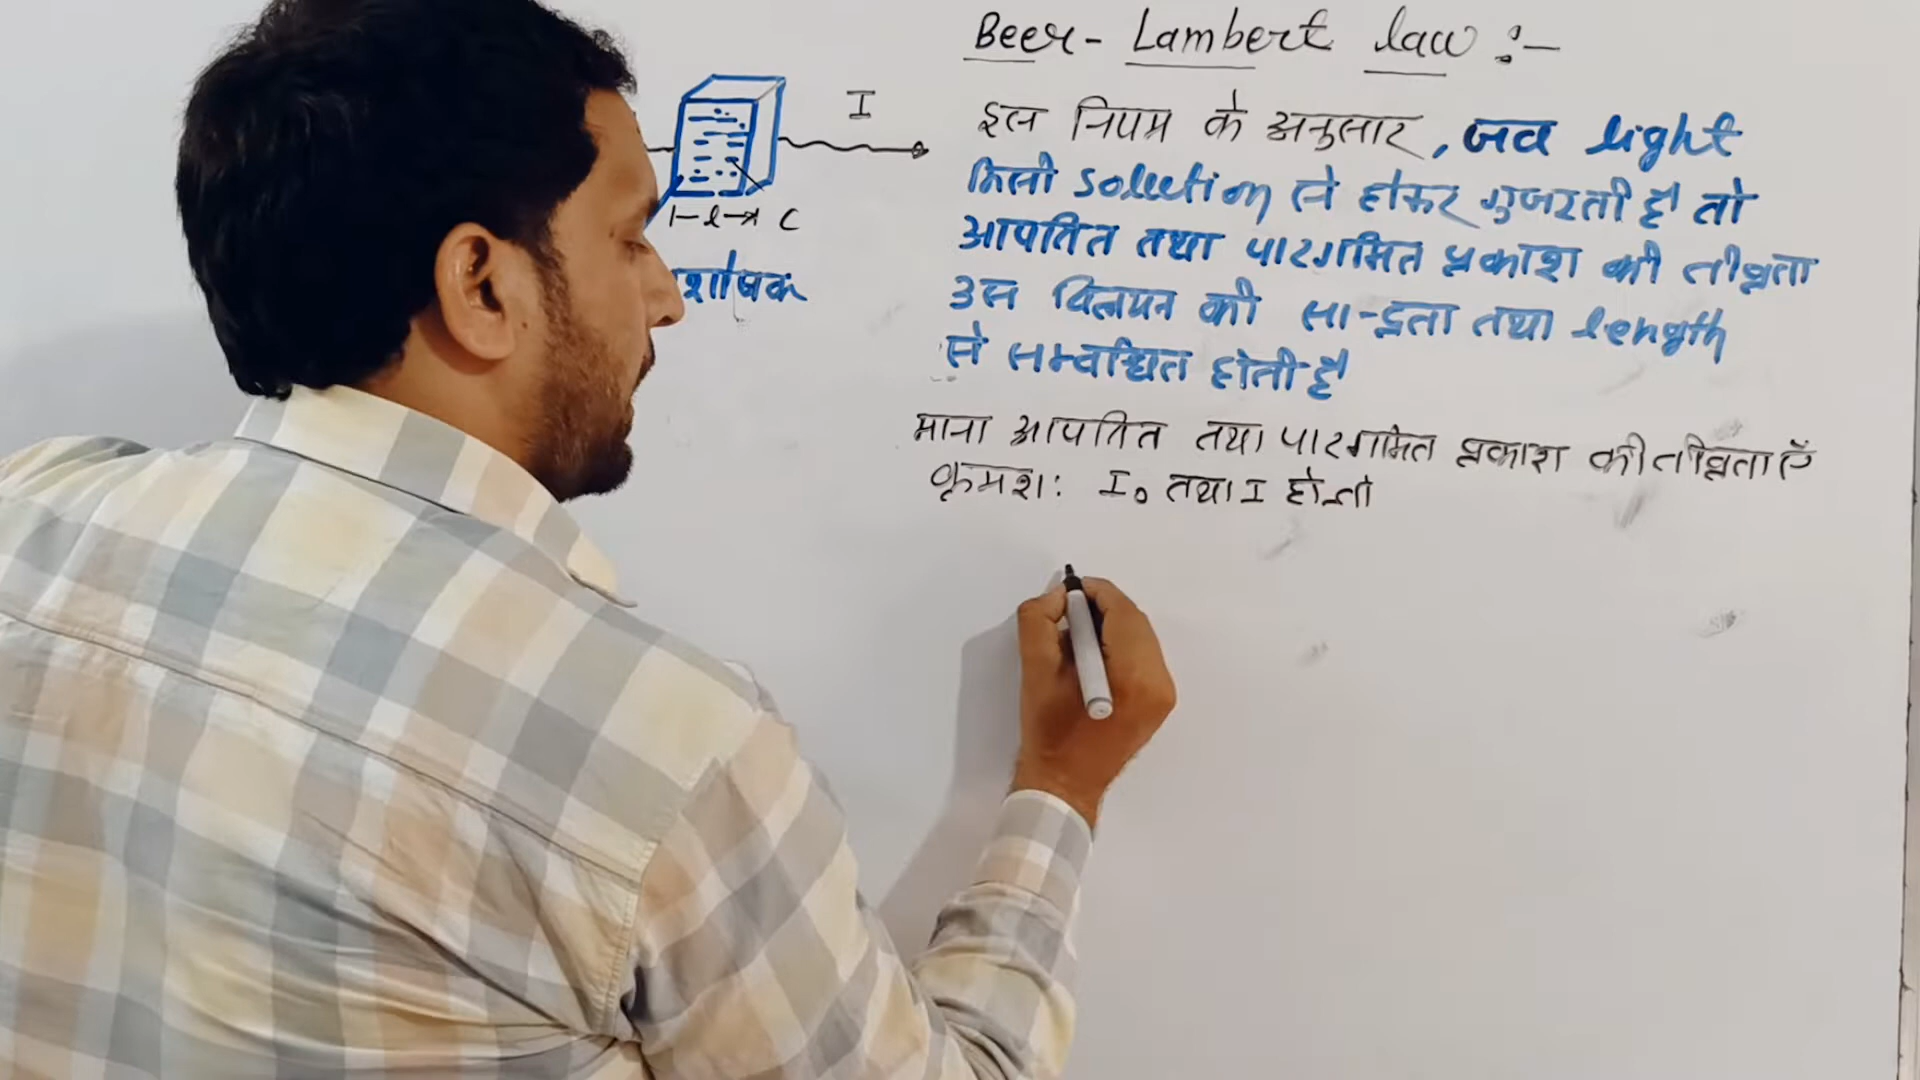 Beer- Lambert law :-
I
इस नियम के अनुसार, जब light
किसी solution से होकर गुजरती है तो
आपतित तथा पारगमित प्रकाश की तीव्रता
उस विलयन की सान्द्रता तथा length
से सम्बन्धित होती है
l C
शोषक
माना आपतित तथा पारगमित प्रकाश की तीव्रताएँ
क्रमश: I₀ तथा I हो तो